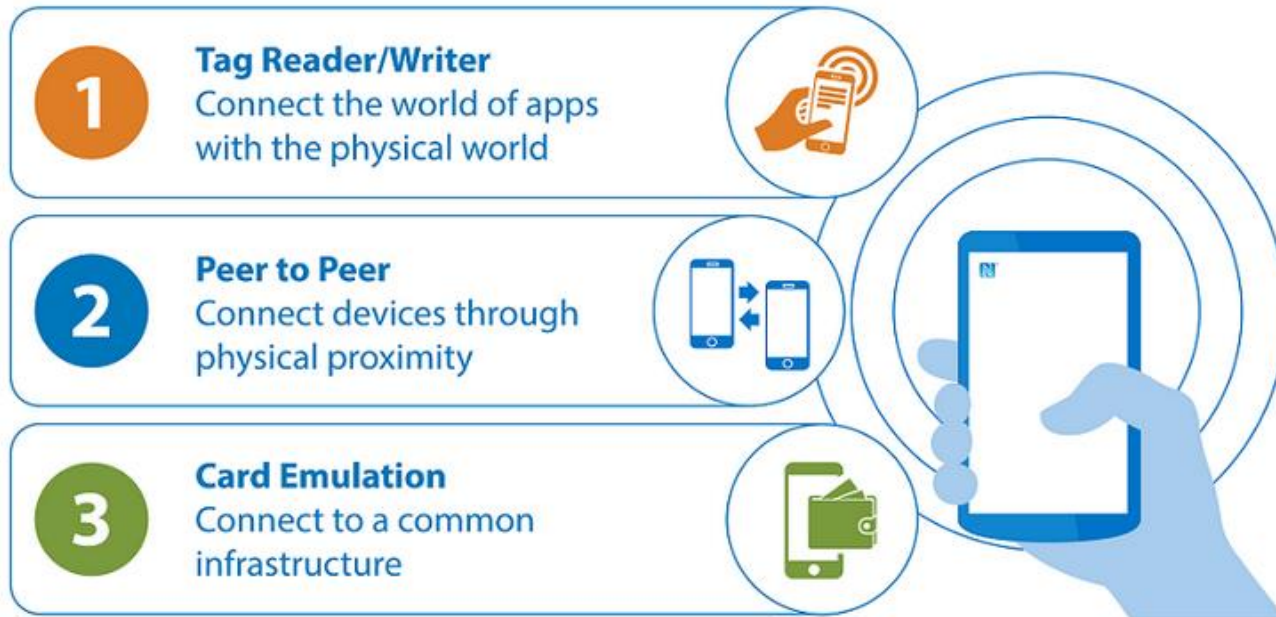 1
Tag Reader/Writer
Connect the world of apps
with the physical world
2
Peer to Peer
Connect devices through
physical proximity
3
Card Emulation
Connect to a common
infrastructure
N